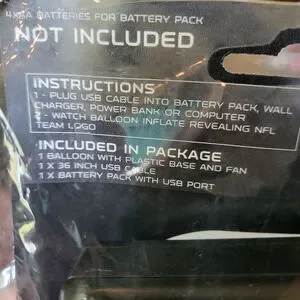 4XAA BATTERIES FOR BATTERY PACK
NOT INCLUDED
INSTRUCTIONS
1 - PLUG USB CABLE INTO BATTERY PACK, WALL
CHARGER, POWER BANK OR COMPUTER
2 - WATCH BALLOON INFLATE REVEALING NFL
TEAM LOGO
INCLUDED IN PACKAGE
1 BALLOON WITH PLASTIC BASE AND FAN
1 X 36 INCH USB CABLE
1 X BATTERY PACK WITH USB PORT